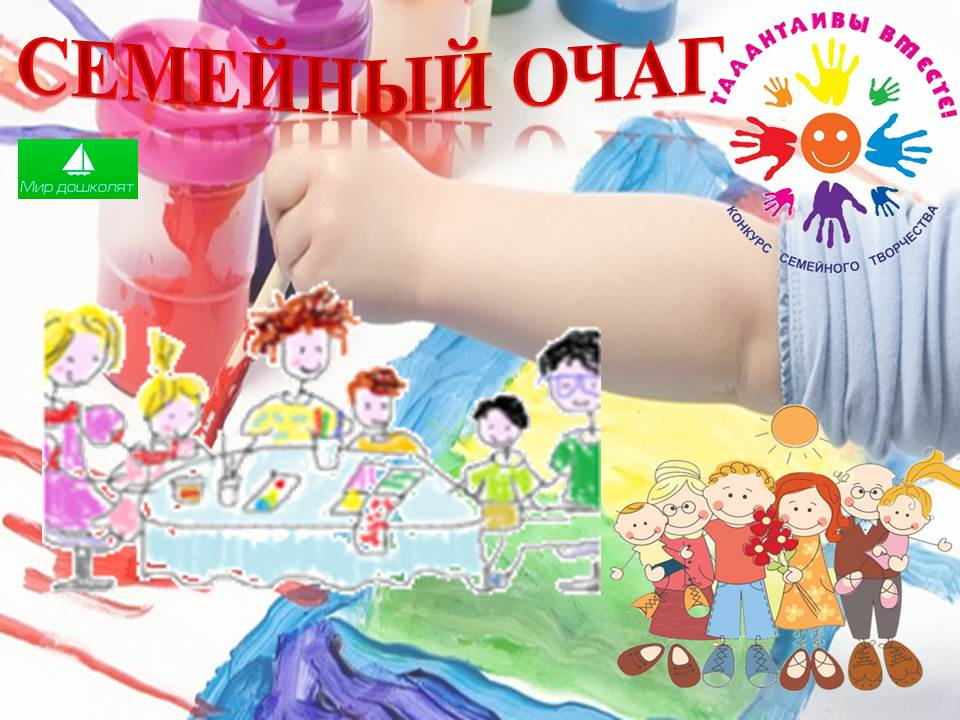 СЕМЕЙНЫЙ ОЧАГ
ТАЛАНТЛИВЫ ВМЕСТЕ!
Мир дошколят
КОНКУРС СЕМЕЙНОГО ТВОРЧЕСТВА